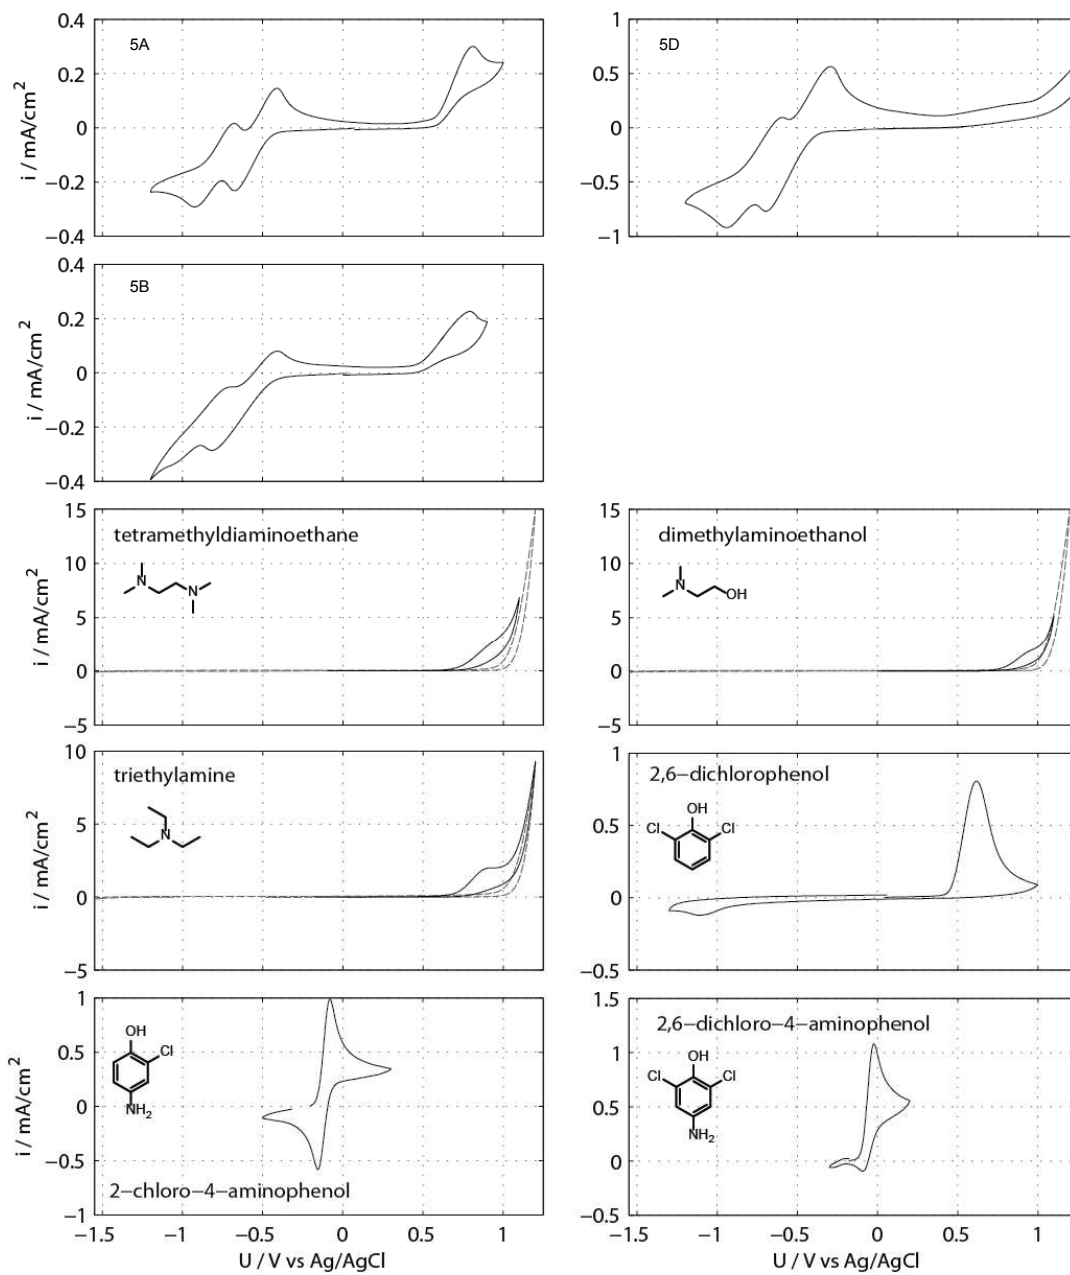 5A
0.4
0.2
0
−0.2
−0.4
i / mA/cm²
5D
1
0.5
0
−0.5
−1
5B
0.4
0.2
0
−0.2
−0.4
i / mA/cm²
tetramethyldiaminoethane
N
N
15
10
5
0
−5
i / mA/cm²
dimethylaminoethanol
N
OH
15
10
5
0
−5
triethylamine
N
10
5
0
−5
i / mA/cm²
2,6−dichlorophenol
OH
Cl
Cl
1
0.5
0
−0.5
OH
Cl
NH₂
2−chloro−4−aminophenol
1
0.5
0
−0.5
−1
i / mA/cm²
−1.5 −1 −0.5 0 0.5 1
U / V vs Ag/AgCl
2,6−dichloro−4−aminophenol
OH
Cl
Cl
NH₂
1.5
1
0.5
0
−0.5
−1.5 −1 −0.5 0 0.5 1
U / V vs Ag/AgCl